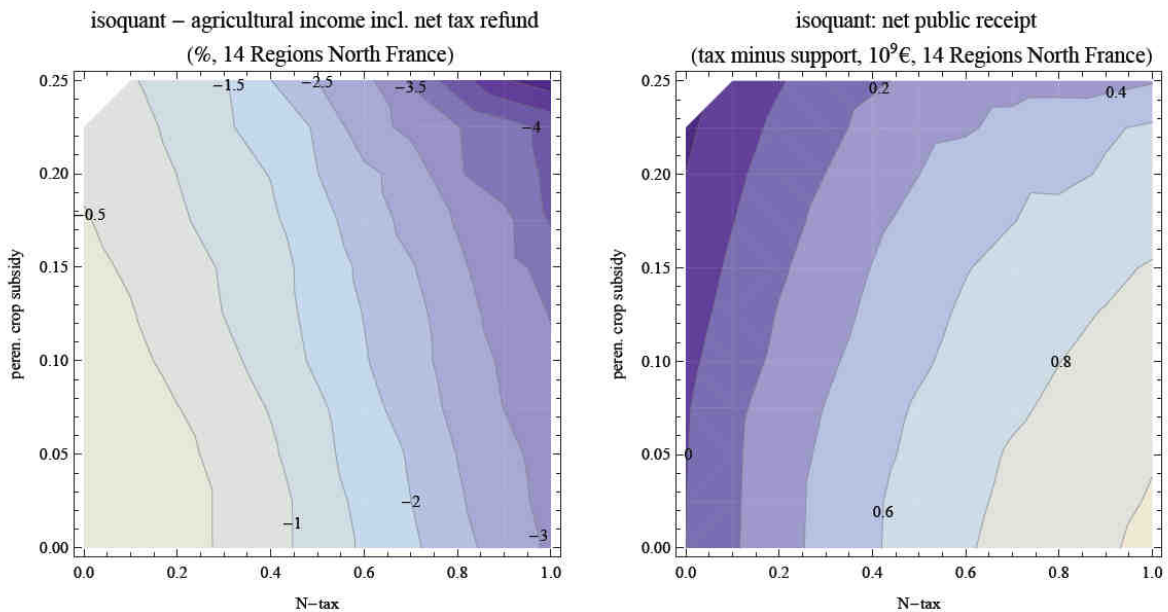 isoquant – agricultural income incl. net tax refund
(%, 14 Regions North France)
0.25
0.20
0.15
0.10
0.05
0.00
peren. crop subsidy
−1.5
−2.5
−3.5
−4
−0.5
−2
−1
−3
0.0 0.2 0.4 0.6 0.8 1.0
N−tax
isoquant: net public receipt
(tax minus support, 10⁹€, 14 Regions North France)
0.25
0.20
0.15
0.10
0.05
0.00
peren. crop subsidy
0.2
0.4
0.8
0
0.6
0.0 0.2 0.4 0.6 0.8 1.0
N−tax